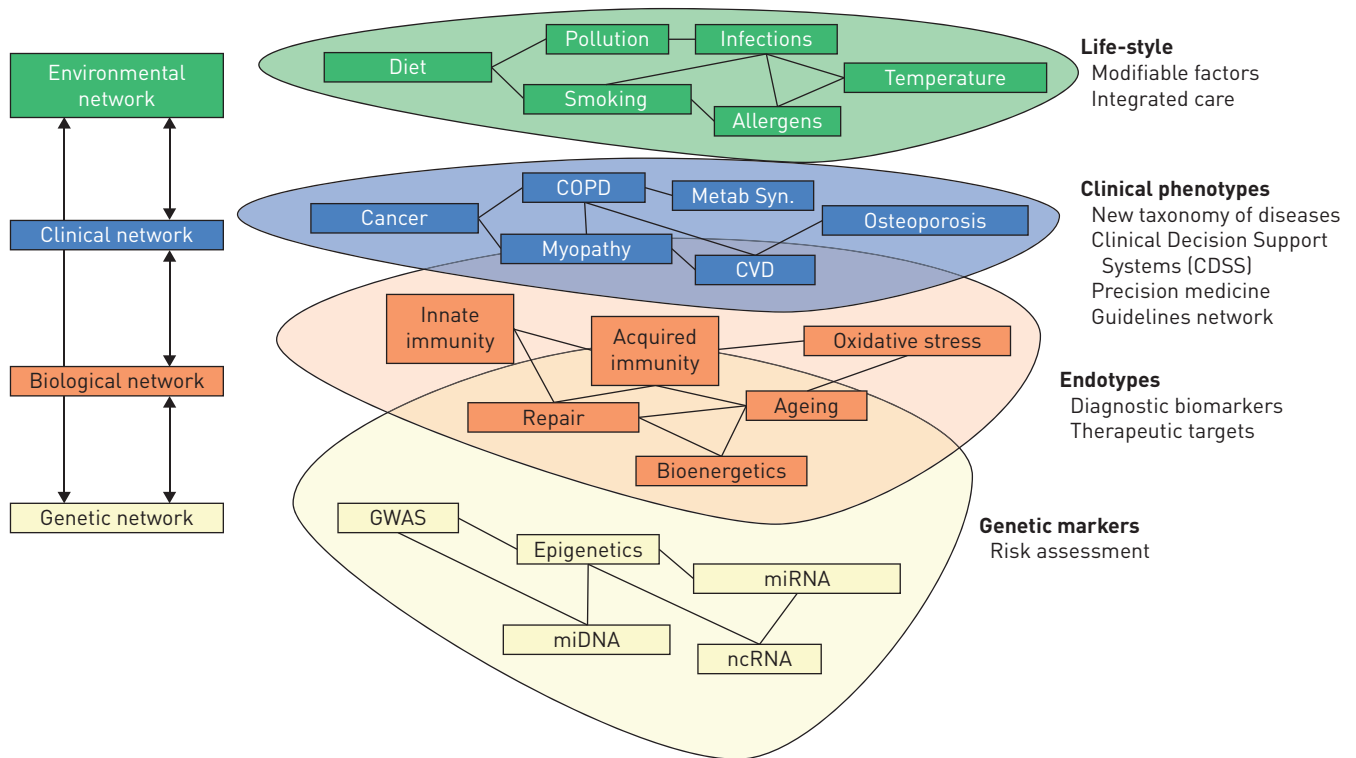 Environmental
network
Clinical network
Biological network
Genetic network
Pollution
Infections
Diet
Temperature
Smoking
Allergens
Life-style
Modifiable factors
Integrated care
COPD
Metab Syn.
Cancer
Osteoporosis
Myopathy
CVD
Clinical phenotypes
New taxonomy of diseases
Clinical Decision Support
Systems (CDSS)
Precision medicine
Guidelines network
Innate
immunity
Acquired
immunity
Oxidative stress
Repair
Ageing
Bioenergetics
Endotypes
Diagnostic biomarkers
Therapeutic targets
GWAS
Epigenetics
miRNA
miDNA
ncRNA
Genetic markers
Risk assessment